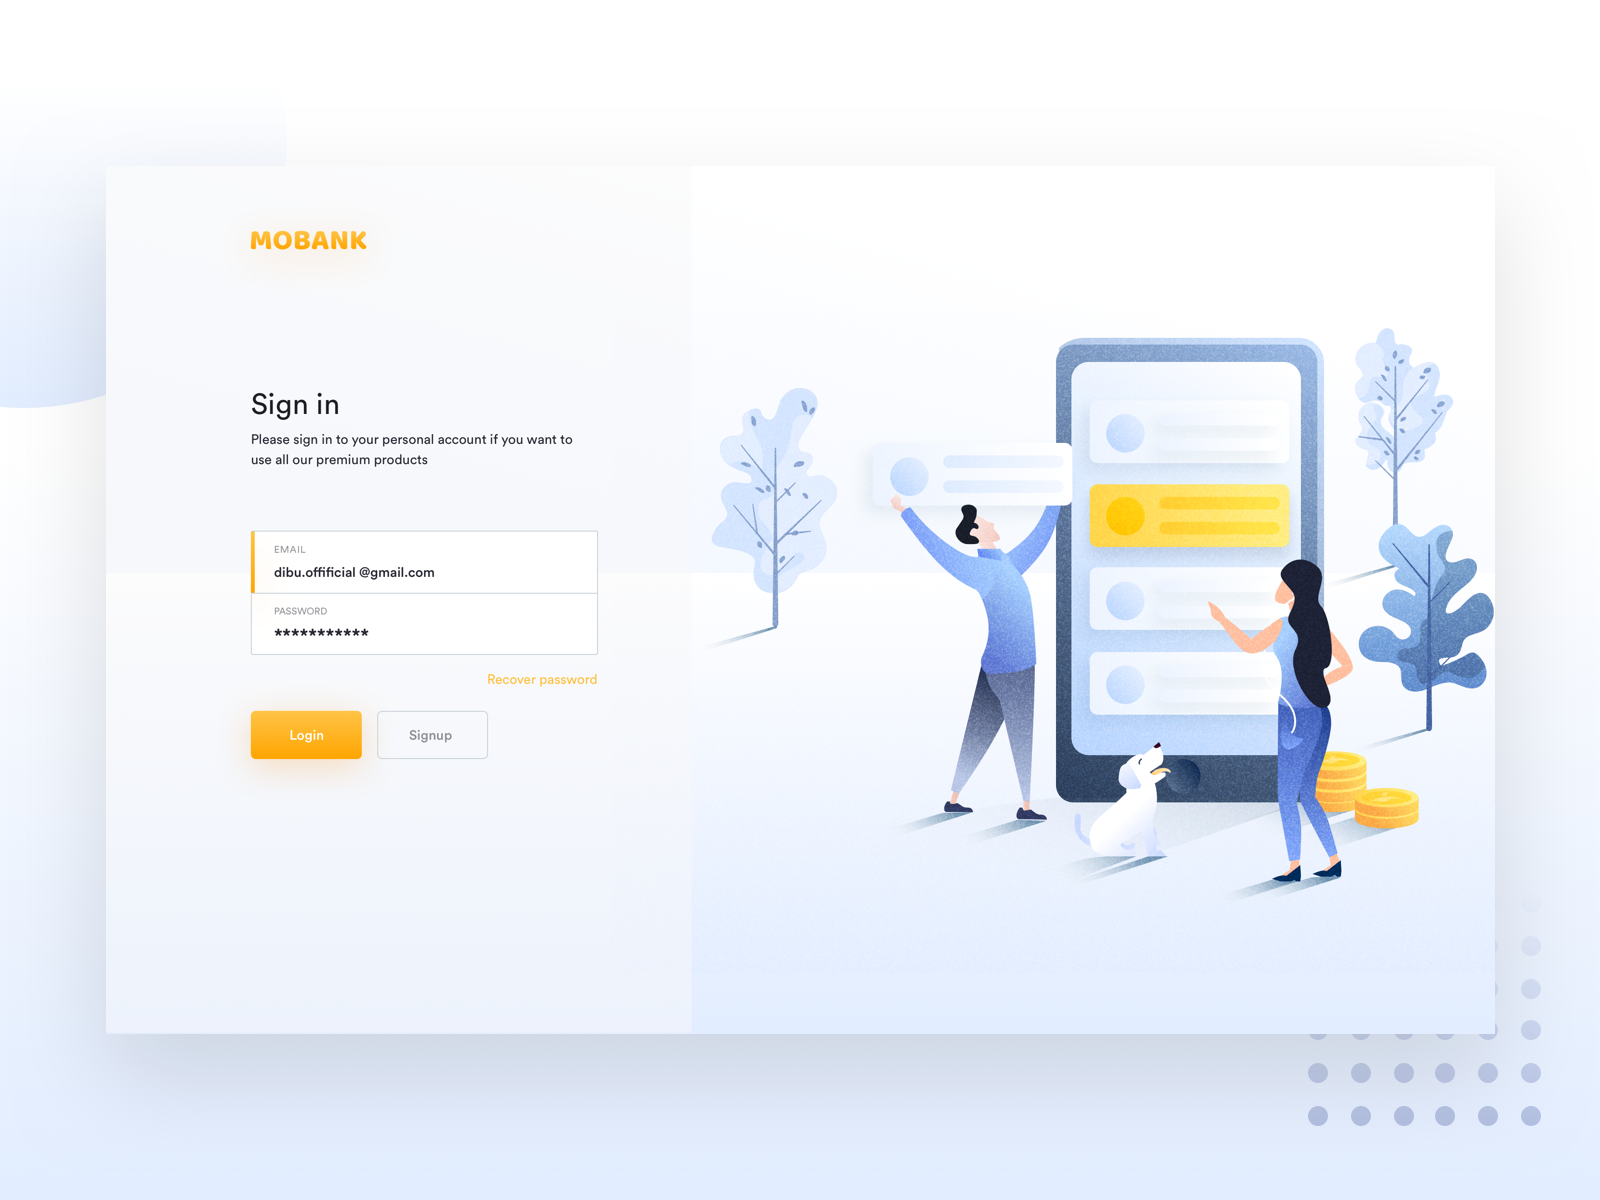 MOBANK
Sign in
Please sign in to your personal account if you want to
use all our premium products
EMAIL
dibu.offificial @gmail.com
PASSWORD
***********
Recover password
Login
Signup